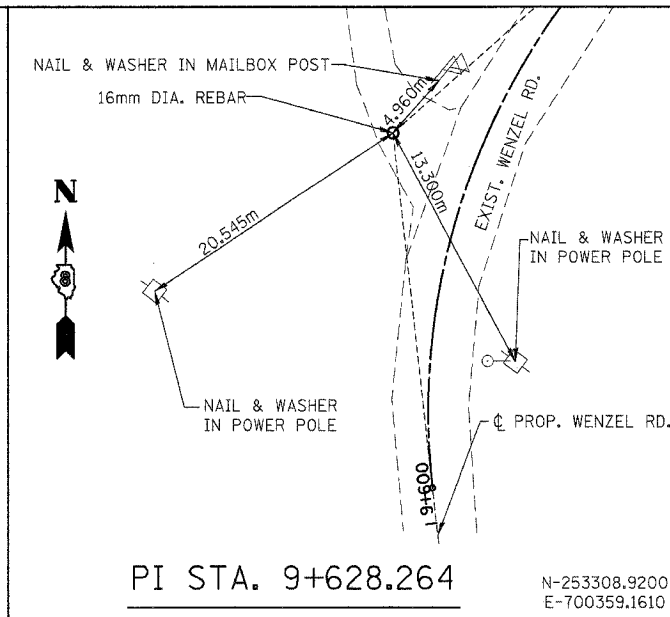 NAIL & WASHER IN MAILBOX POST
16mm DIA. REBAR
4.960m
13.300m
20.545m
EXIST. WENZEL RD.
N
NAIL & WASHER
IN POWER POLE
NAIL & WASHER
IN POWER POLE
℄ PROP. WENZEL RD.
9+600
PI STA. 9+628.264
N-253308.9200
E-700359.1610